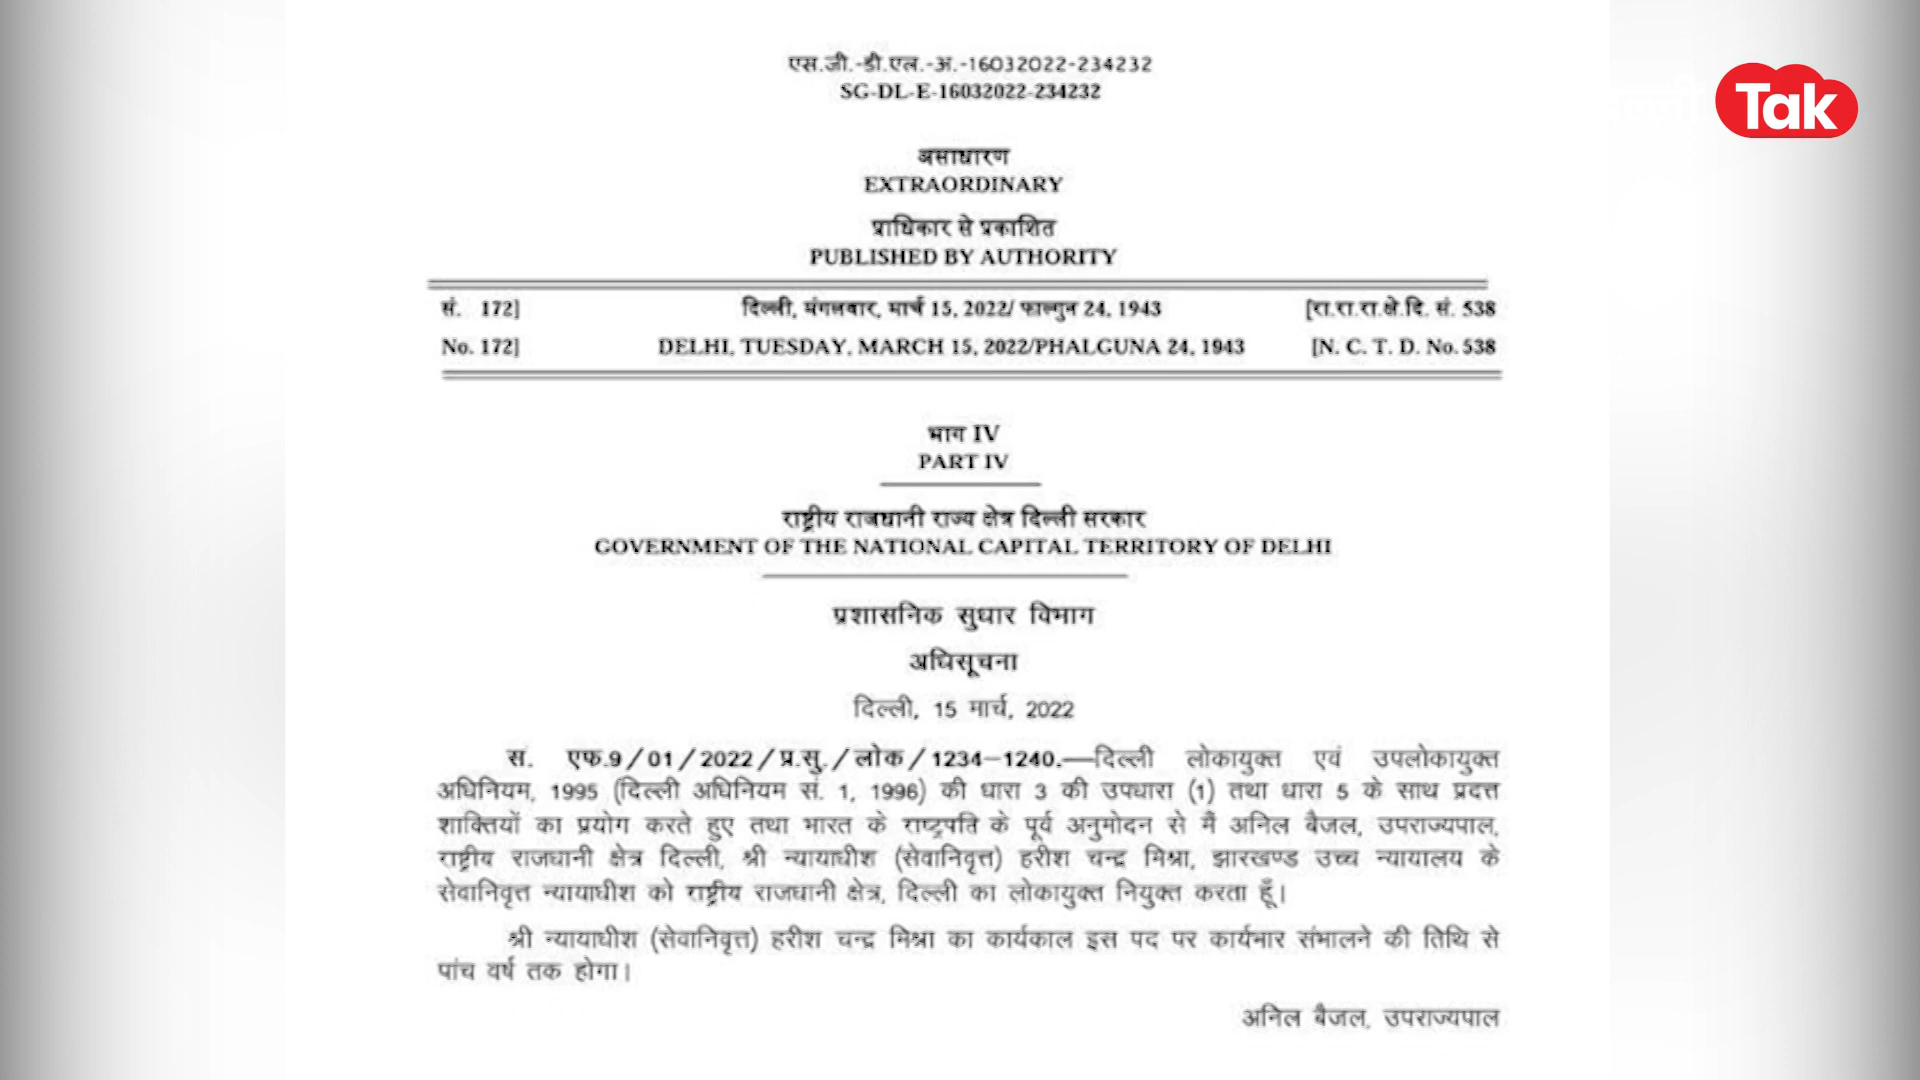 एस.जी.-डी.एल.-अ.-16032022-234232
SG-DL-E-16032022-234232
Tak
असाधारण
EXTRAORDINARY
प्राधिकार से प्रकाशित
PUBLISHED BY AUTHORITY
सं. 172] दिल्ली, मंगलवार, मार्च 15, 2022/ फाल्गुन 24, 1943 [रा.रा.रा.क्षे.दि. सं. 538
No. 172] DELHI, TUESDAY, MARCH 15, 2022/PHALGUNA 24, 1943 [N. C. T. D. No. 538
भाग IV
PART IV
राष्ट्रीय राजधानी राज्य क्षेत्र दिल्ली सरकार
GOVERNMENT OF THE NATIONAL CAPITAL TERRITORY OF DELHI
प्रशासनिक सुधार विभाग
अधिसूचना
दिल्ली, 15 मार्च, 2022
स. एफ.9/01/2022/प्र.सु./लोक/1234–1240.—दिल्ली लोकायुक्त एवं उपलोकायुक्त
अधिनियम, 1995 (दिल्ली अधिनियम सं. 1, 1996) की धारा 3 की उपधारा (1) तथा धारा 5 के साथ प्रदत्त
शाक्तियों का प्रयोग करते हुए तथा भारत के राष्ट्रपति के पूर्व अनुमोदन से मैं अनिल बैजल, उपराज्यपाल,
राष्ट्रीय राजधानी क्षेत्र दिल्ली, श्री न्यायाधीश (सेवानिवृत्त) हरीश चन्द्र मिश्रा, झारखण्ड उच्च न्यायालय के
सेवानिवृत्त न्यायाधीश को राष्ट्रीय राजधानी क्षेत्र, दिल्ली का लोकायुक्त नियुक्त करता हूँ।
श्री न्यायाधीश (सेवानिवृत्त) हरीश चन्द्र मिश्रा का कार्यकाल इस पद पर कार्यभार संभालने की तिथि से
पांच वर्ष तक होगा।
अनिल बैजल, उपराज्यपाल